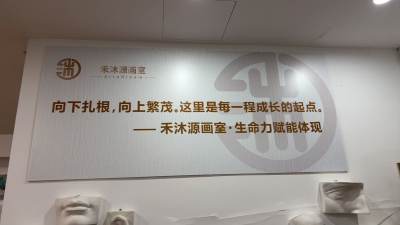 禾沐源画室
向下扎根，向上繁茂。这里是每一程成长的起点。
—— 禾沐源画室·生命力赋能体现